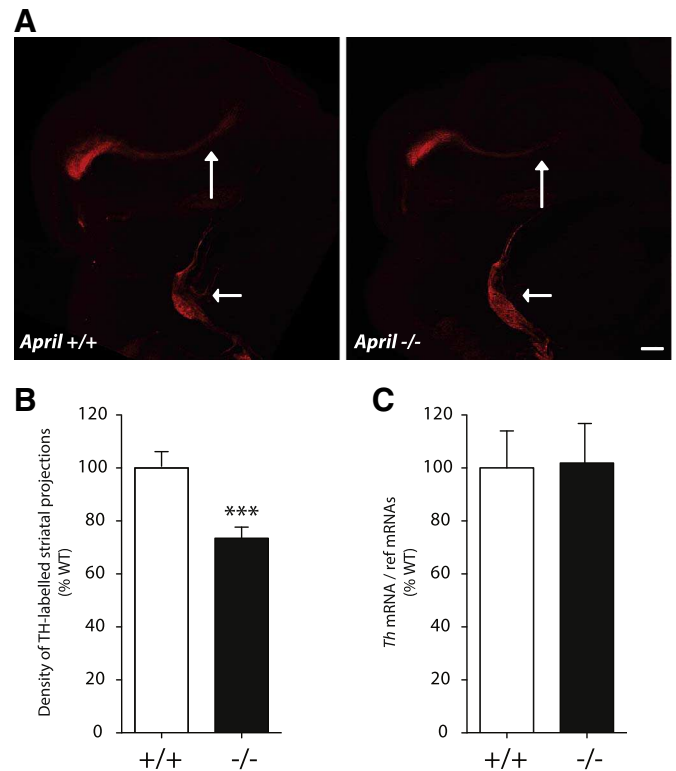 A
April +/+
April -/-
B
C
120
100
80
60
40
20
0
Density of TH-labelled striatal projections
(% WT)
***
+/+
-/-
120
100
80
60
40
20
0
Th mRNA / ref mRNAs
(% WT)
+/+
-/-